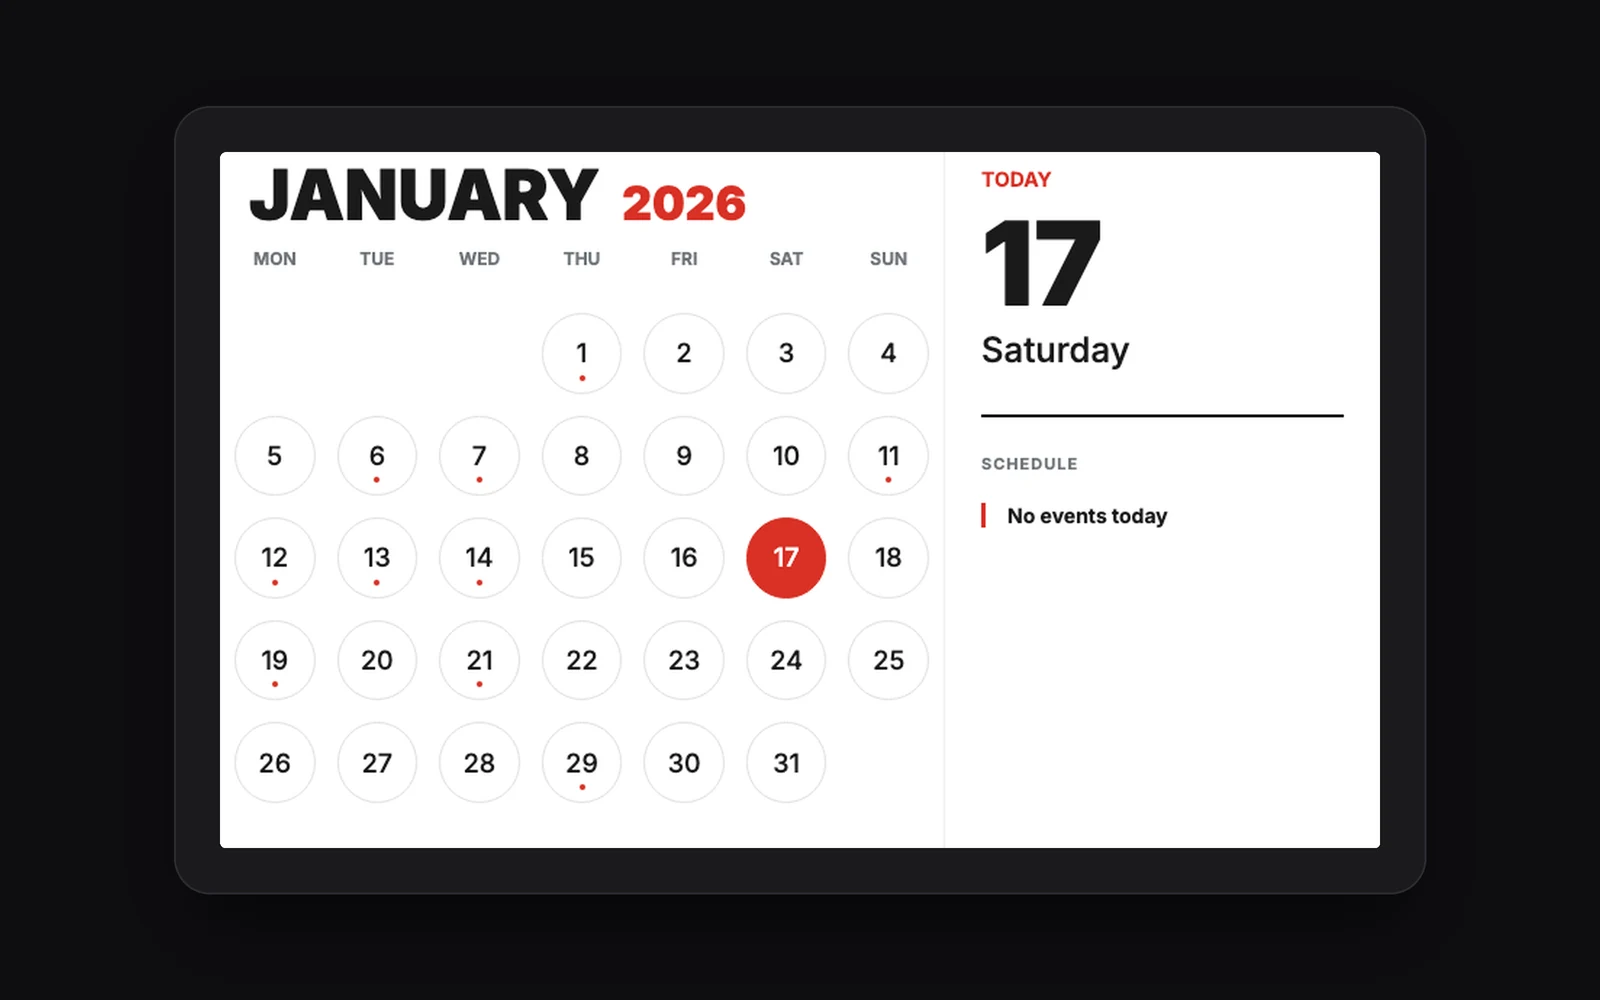 JANUARY 2026
MON TUE WED THU FRI SAT SUN
1 2 3 4
5 6 7 8 9 10 11
12 13 14 15 16 17 18
19 20 21 22 23 24 25
26 27 28 29 30 31
TODAY
17
Saturday
SCHEDULE
No events today